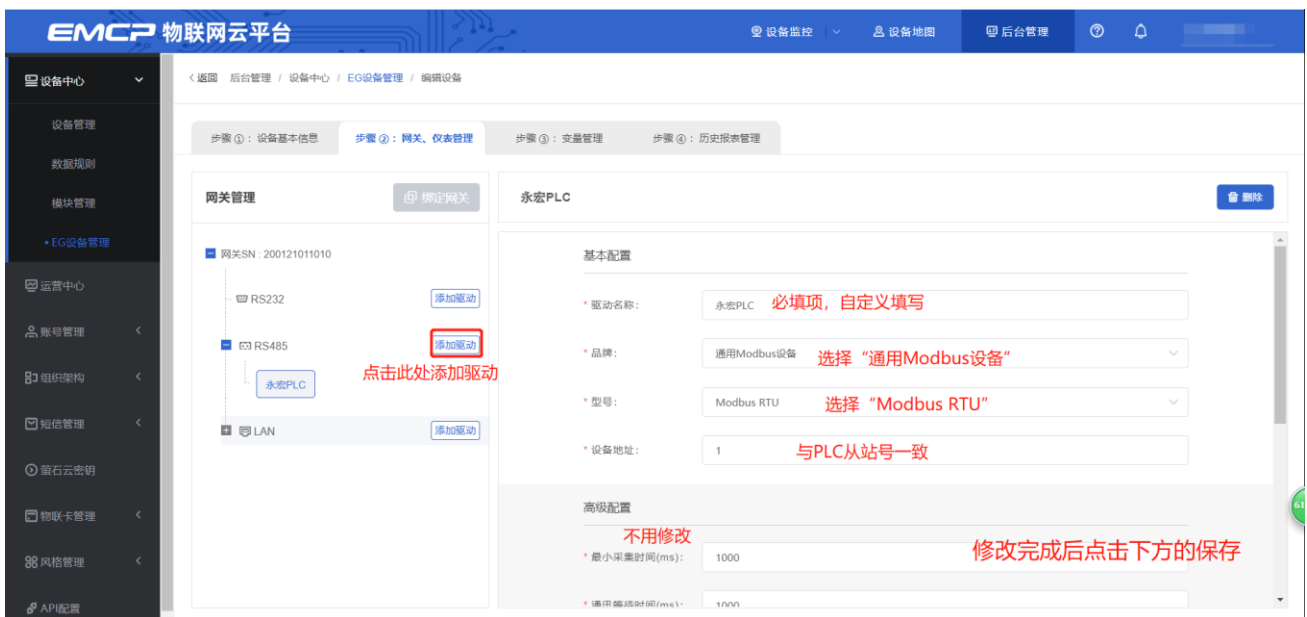 EMCP 物联网云平台
设备监控
设备地图
后台管理
设备中心
设备管理
数据规则
模块管理
• EG设备管理
运营中心
账号管理
组织架构
短信管理
萤石云密钥
物联卡管理
风格管理
API配置
< 返回 后台管理 / 设备中心 / EG设备管理 / 编辑设备
步骤①：设备基本信息
步骤②：网关、仪表管理
步骤③：变量管理
步骤④：历史报表管理
网关管理
绑定网关
网关SN : 200121011010
RS232
添加驱动
RS485
添加驱动
点击此处添加驱动
永宏PLC
LAN
添加驱动
永宏PLC
删除
基本配置
* 驱动名称： 永宏PLC 必填项，自定义填写
* 品牌： 通用Modbus设备 选择“通用Modbus设备”
* 型号： Modbus RTU 选择“Modbus RTU”
* 设备地址： 1 与PLC从站号一致
高级配置
不用修改
* 最小采集时间(ms)： 1000
修改完成后点击下方的保存
* 通讯等待时间(ms)： 1000
61